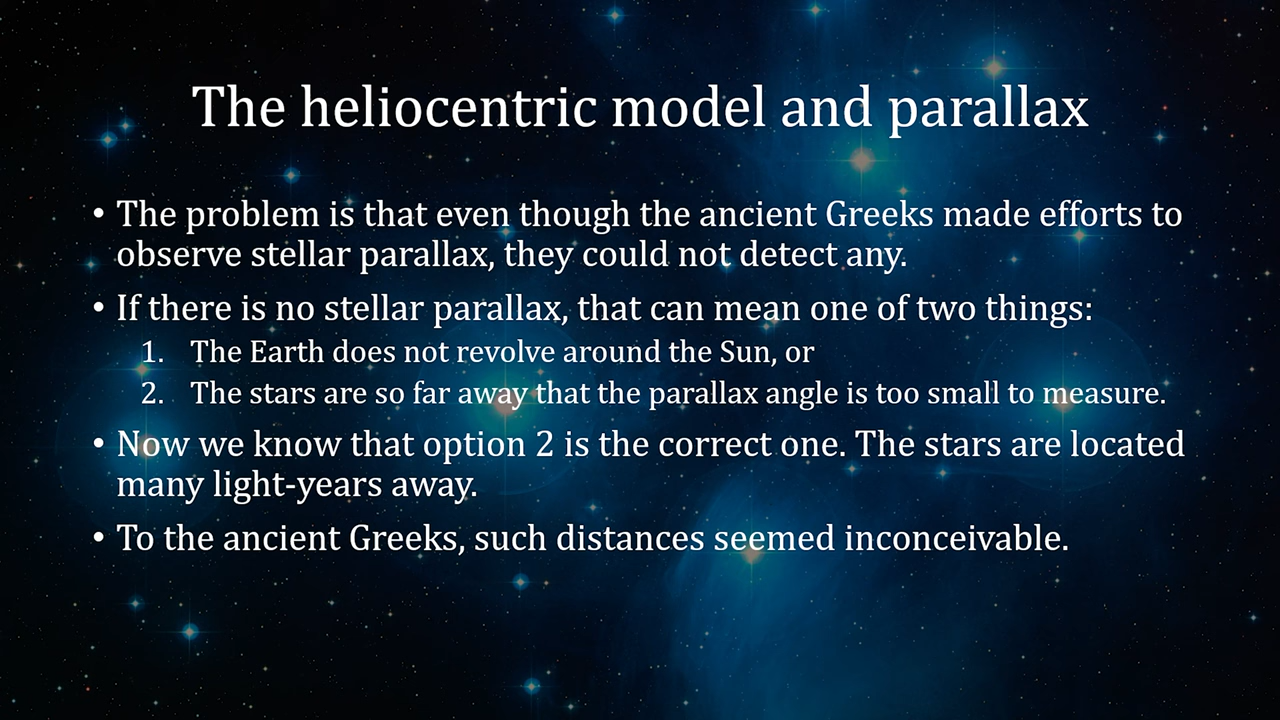 The heliocentric model and parallax
• The problem is that even though the ancient Greeks made efforts to
observe stellar parallax, they could not detect any.
• If there is no stellar parallax, that can mean one of two things:
1. The Earth does not revolve around the Sun, or
2. The stars are so far away that the parallax angle is too small to measure.
• Now we know that option 2 is the correct one. The stars are located
many light-years away.
• To the ancient Greeks, such distances seemed inconceivable.